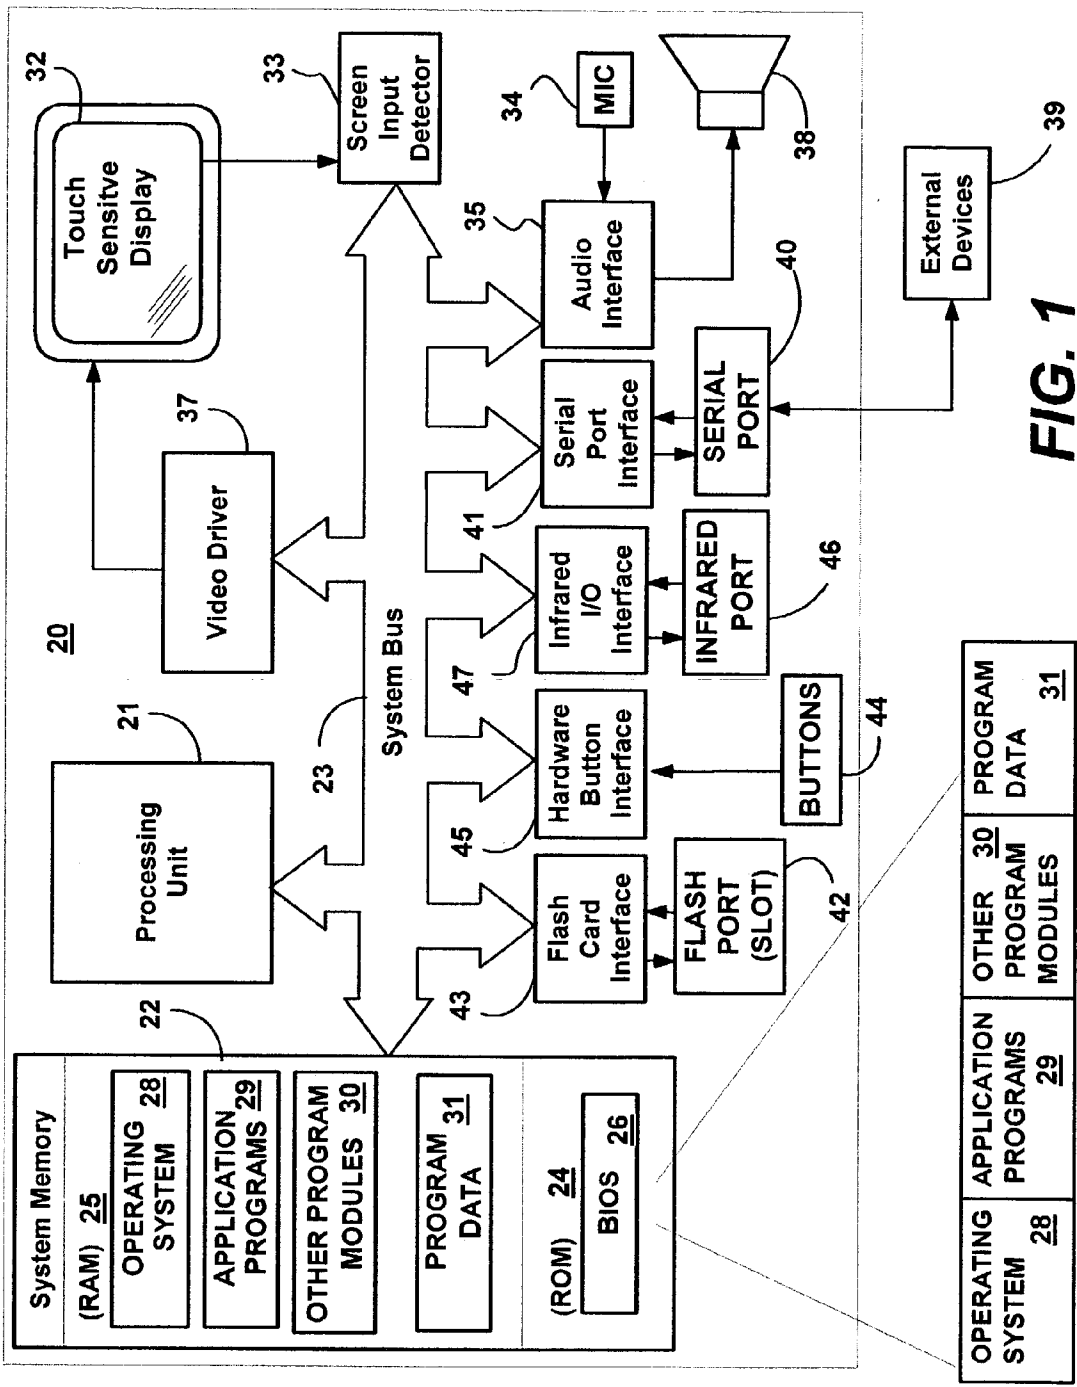 20
System Memory
(RAM) 25
OPERATING
SYSTEM
28
22
APPLICATION
PROGRAMS
29
OTHER PROGRAM
MODULES
30
PROGRAM
DATA
31
(ROM) 24
BIOS
26
Processing
Unit
21
Video Driver
37
Touch
Sensitve
Display
32
Screen
Input
Detector
33
23
System Bus
43
Flash
Card
Interface
45
Hardware
Button
Interface
47
Infrared
I/O
Interface
41
Serial
Port
Interface
35
Audio
Interface
34
MIC
38
FLASH
PORT
(SLOT)
42
BUTTONS
44
INFRARED
PORT
46
SERIAL
PORT
40
External
Devices
39
OPERATING
SYSTEM
28
APPLICATION
PROGRAMS
29
OTHER
PROGRAM
MODULES
30
PROGRAM
DATA
31
FIG. 1